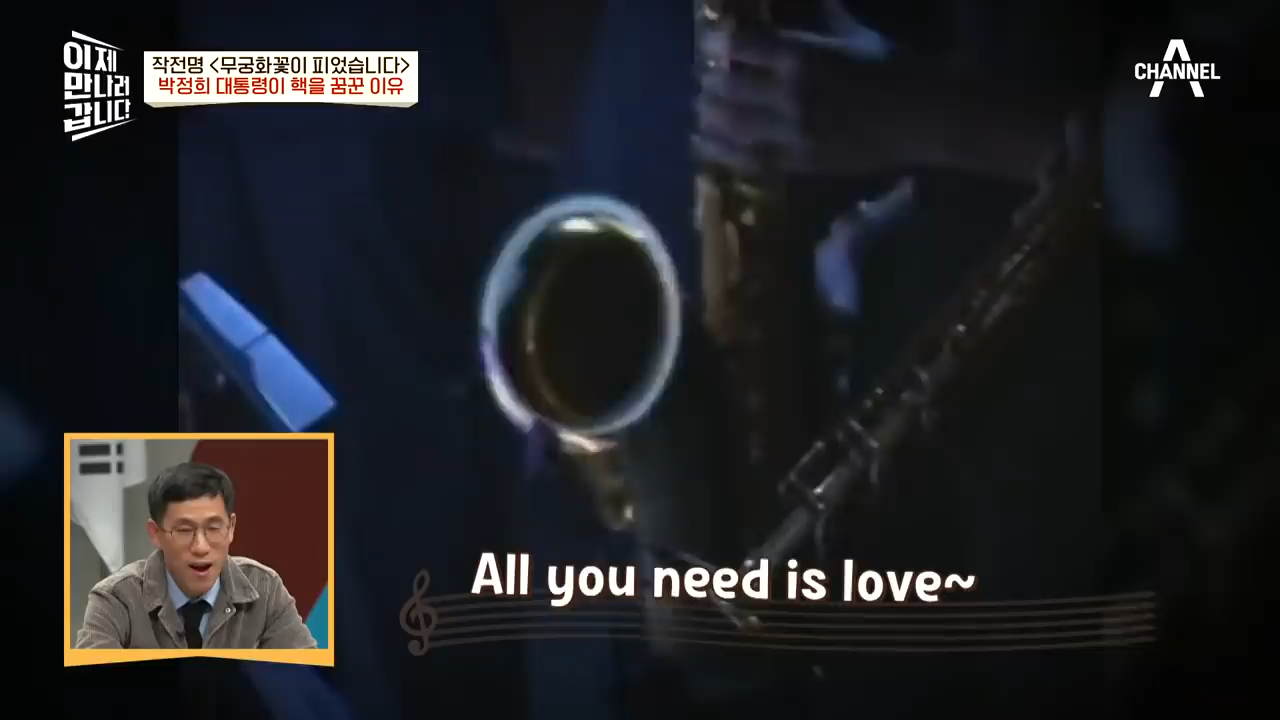 이제
만나러
갑니다
작전명 <무궁화꽃이 피었습니다>
박정희 대통령이 핵을 꿈꾼 이유
CHANNEL A
All you need is love~